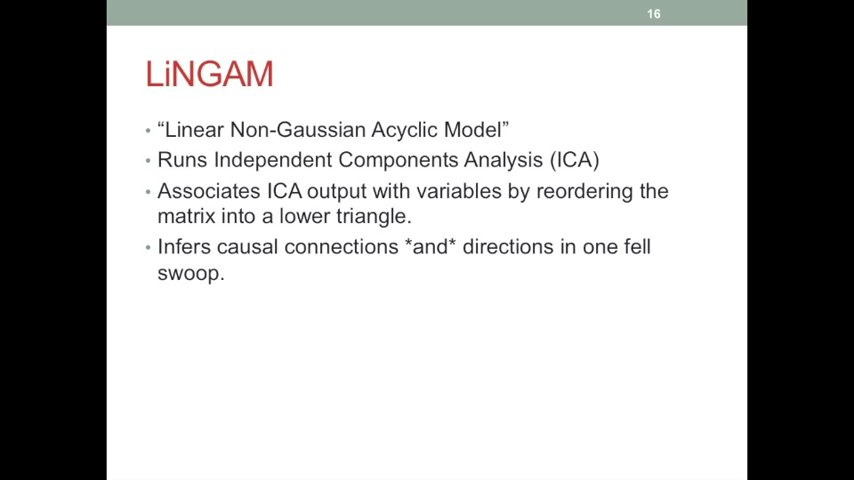 16
LiNGAM
• “Linear Non-Gaussian Acyclic Model”
• Runs Independent Components Analysis (ICA)
• Associates ICA output with variables by reordering the
matrix into a lower triangle.
• Infers causal connections *and* directions in one fell
swoop.